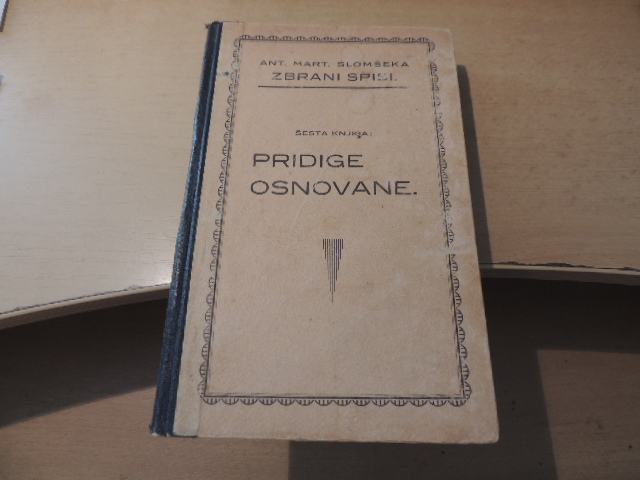 ANT. MART. SLOMŠEKA
ZBRANI SPISI.
ŠESTA KNJIGA:
PRIDIGE
OSNOVANE.